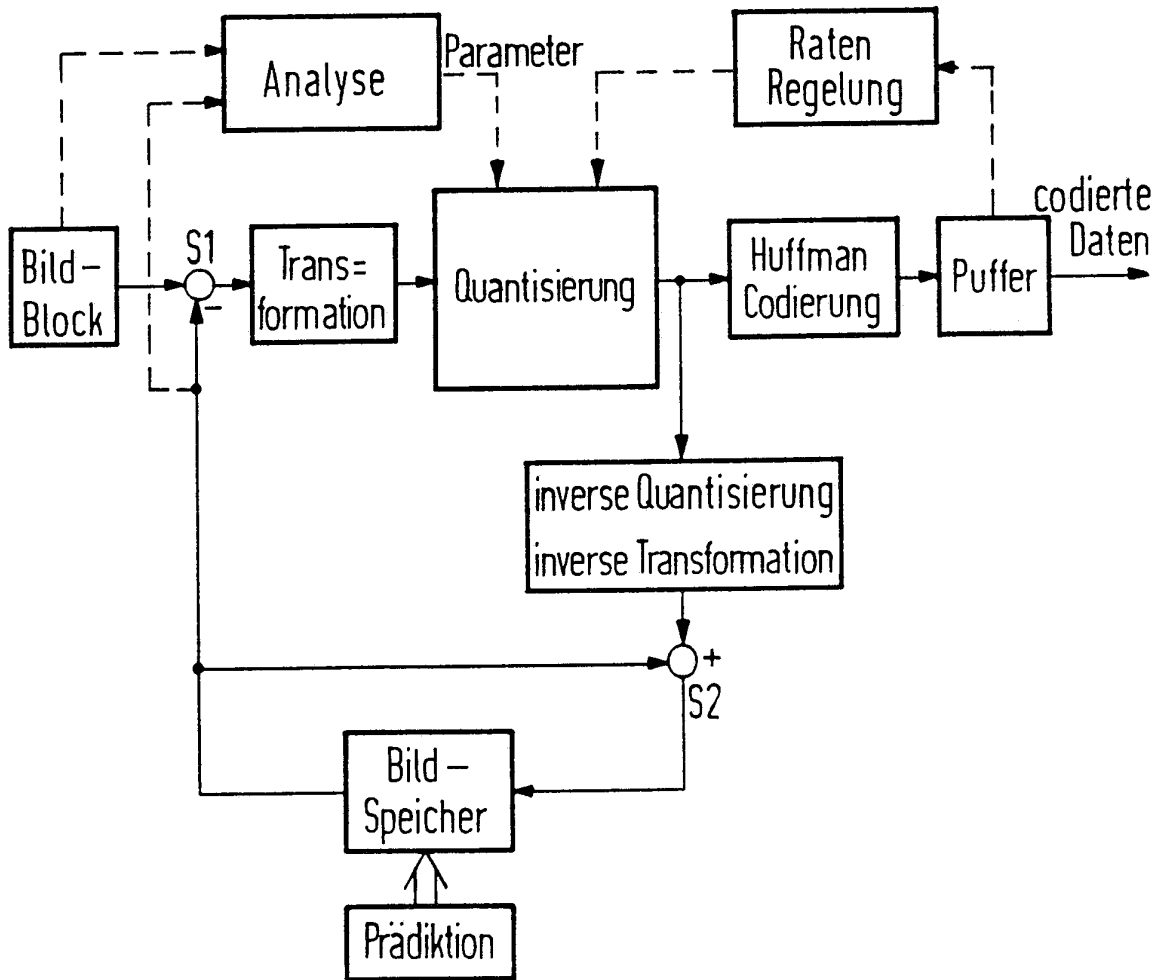 Analyse
Parameter
Raten
Regelung
codierte
Daten
Bild-
Block
S1
-
Trans=
formation
Quantisierung
Huffman
Codierung
Puffer
inverse Quantisierung
inverse Transformation
+
S2
Bild-
Speicher
Prädiktion